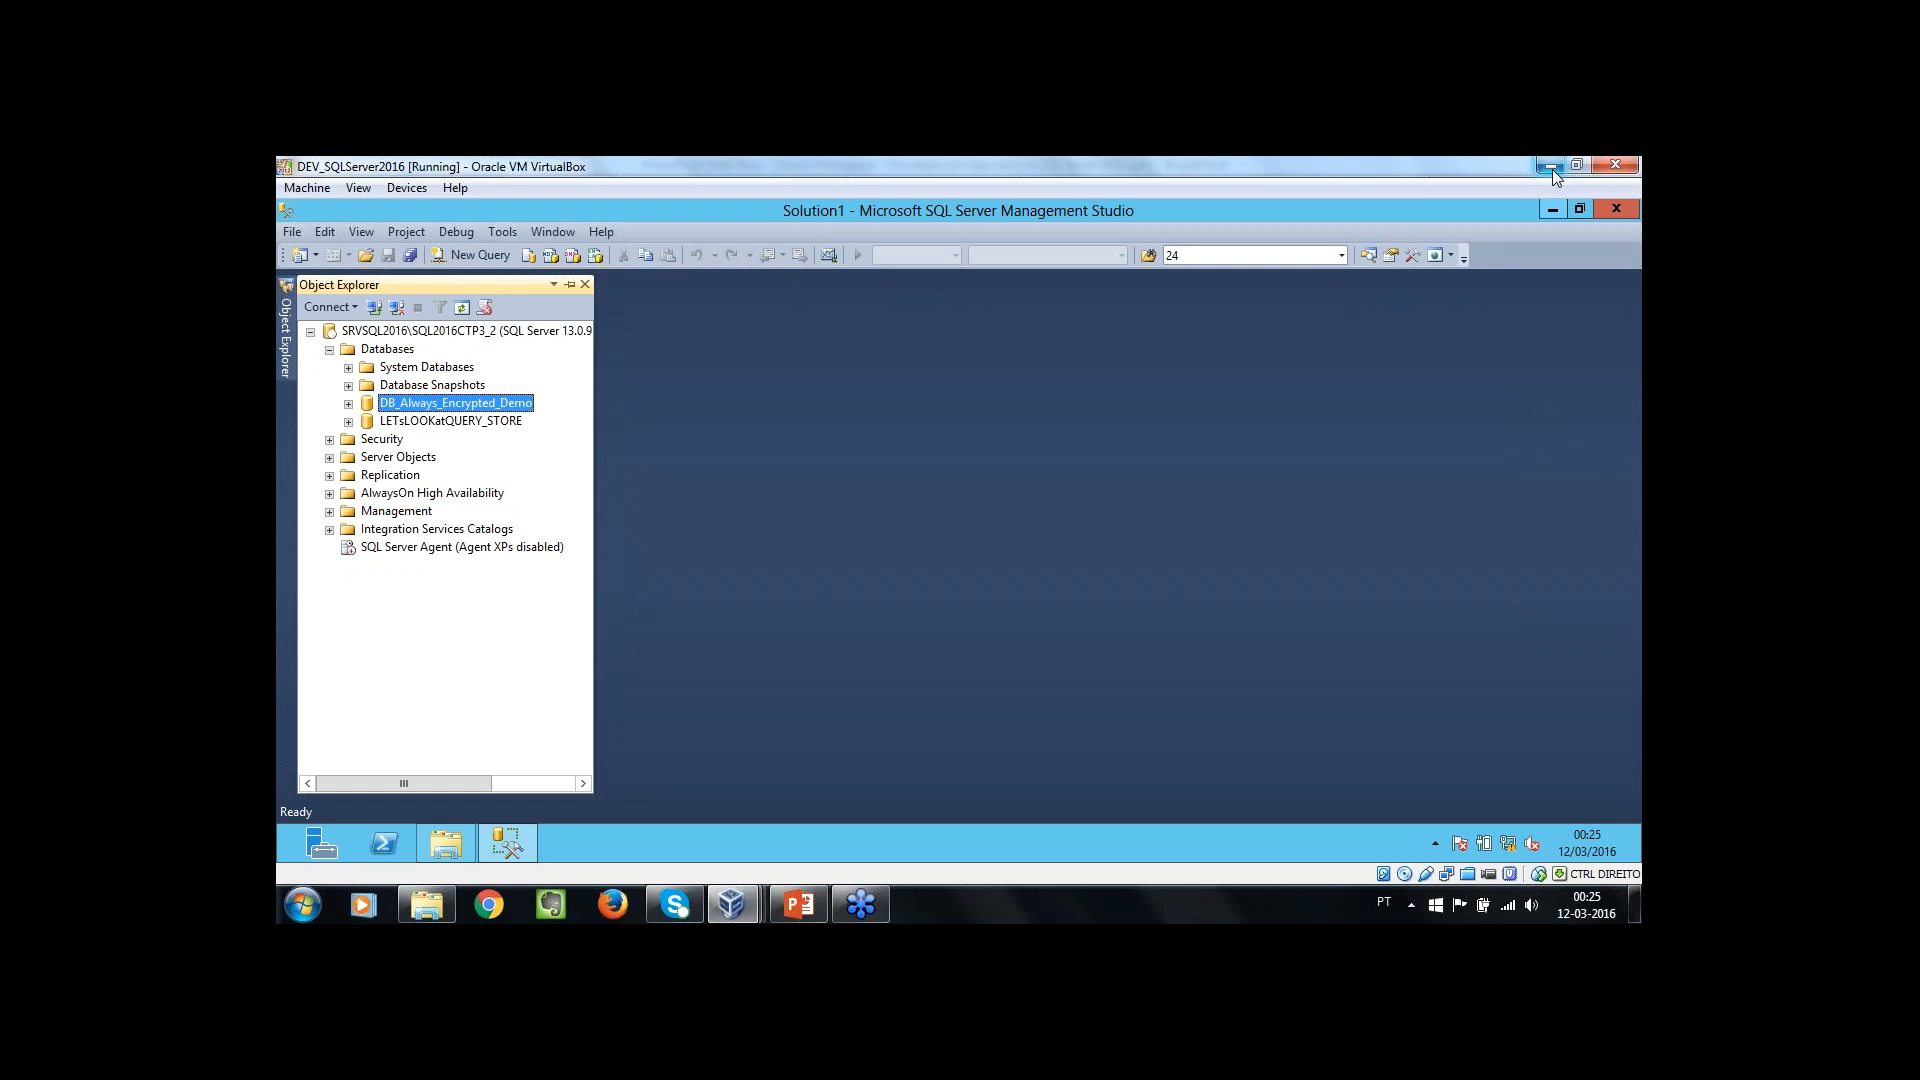 DEV_SQLServer2016 [Running] - Oracle VM VirtualBox
Machine View Devices Help
Solution1 - Microsoft SQL Server Management Studio
File Edit View Project Debug Tools Window Help
New Query
24
Object Explorer
Object Explorer
Connect
SRVSQL2016\SQL2016CTP3_2 (SQL Server 13.0.9
Databases
System Databases
Database Snapshots
DB_Always_Encrypted_Demo
LETsLOOKatQUERY_STORE
Security
Server Objects
Replication
AlwaysOn High Availability
Management
Integration Services Catalogs
SQL Server Agent (Agent XPs disabled)
Ready
00:25
12/03/2016
CTRL DIREITO
PT
00:25
12-03-2016